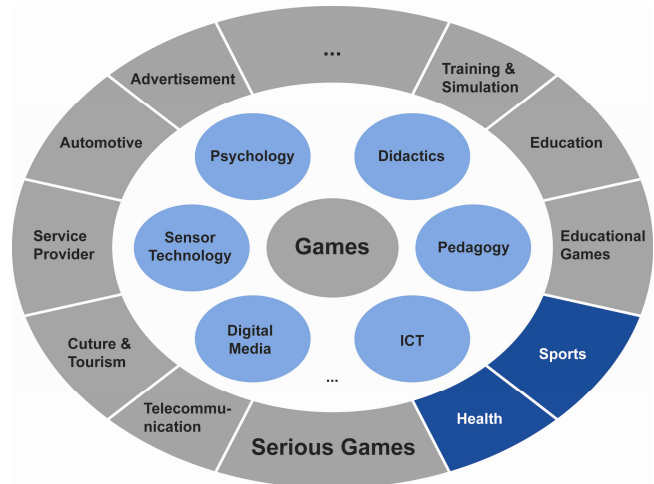 ...
Advertisement
Training &
Simulation
Automotive
Education
Psychology
Didactics
Service
Provider
Sensor
Technology
Games
Pedagogy
Educational
Games
Digital
Media
ICT
Cuture &
Tourism
Sports
...
Telecommu-
nication
Health
Serious Games